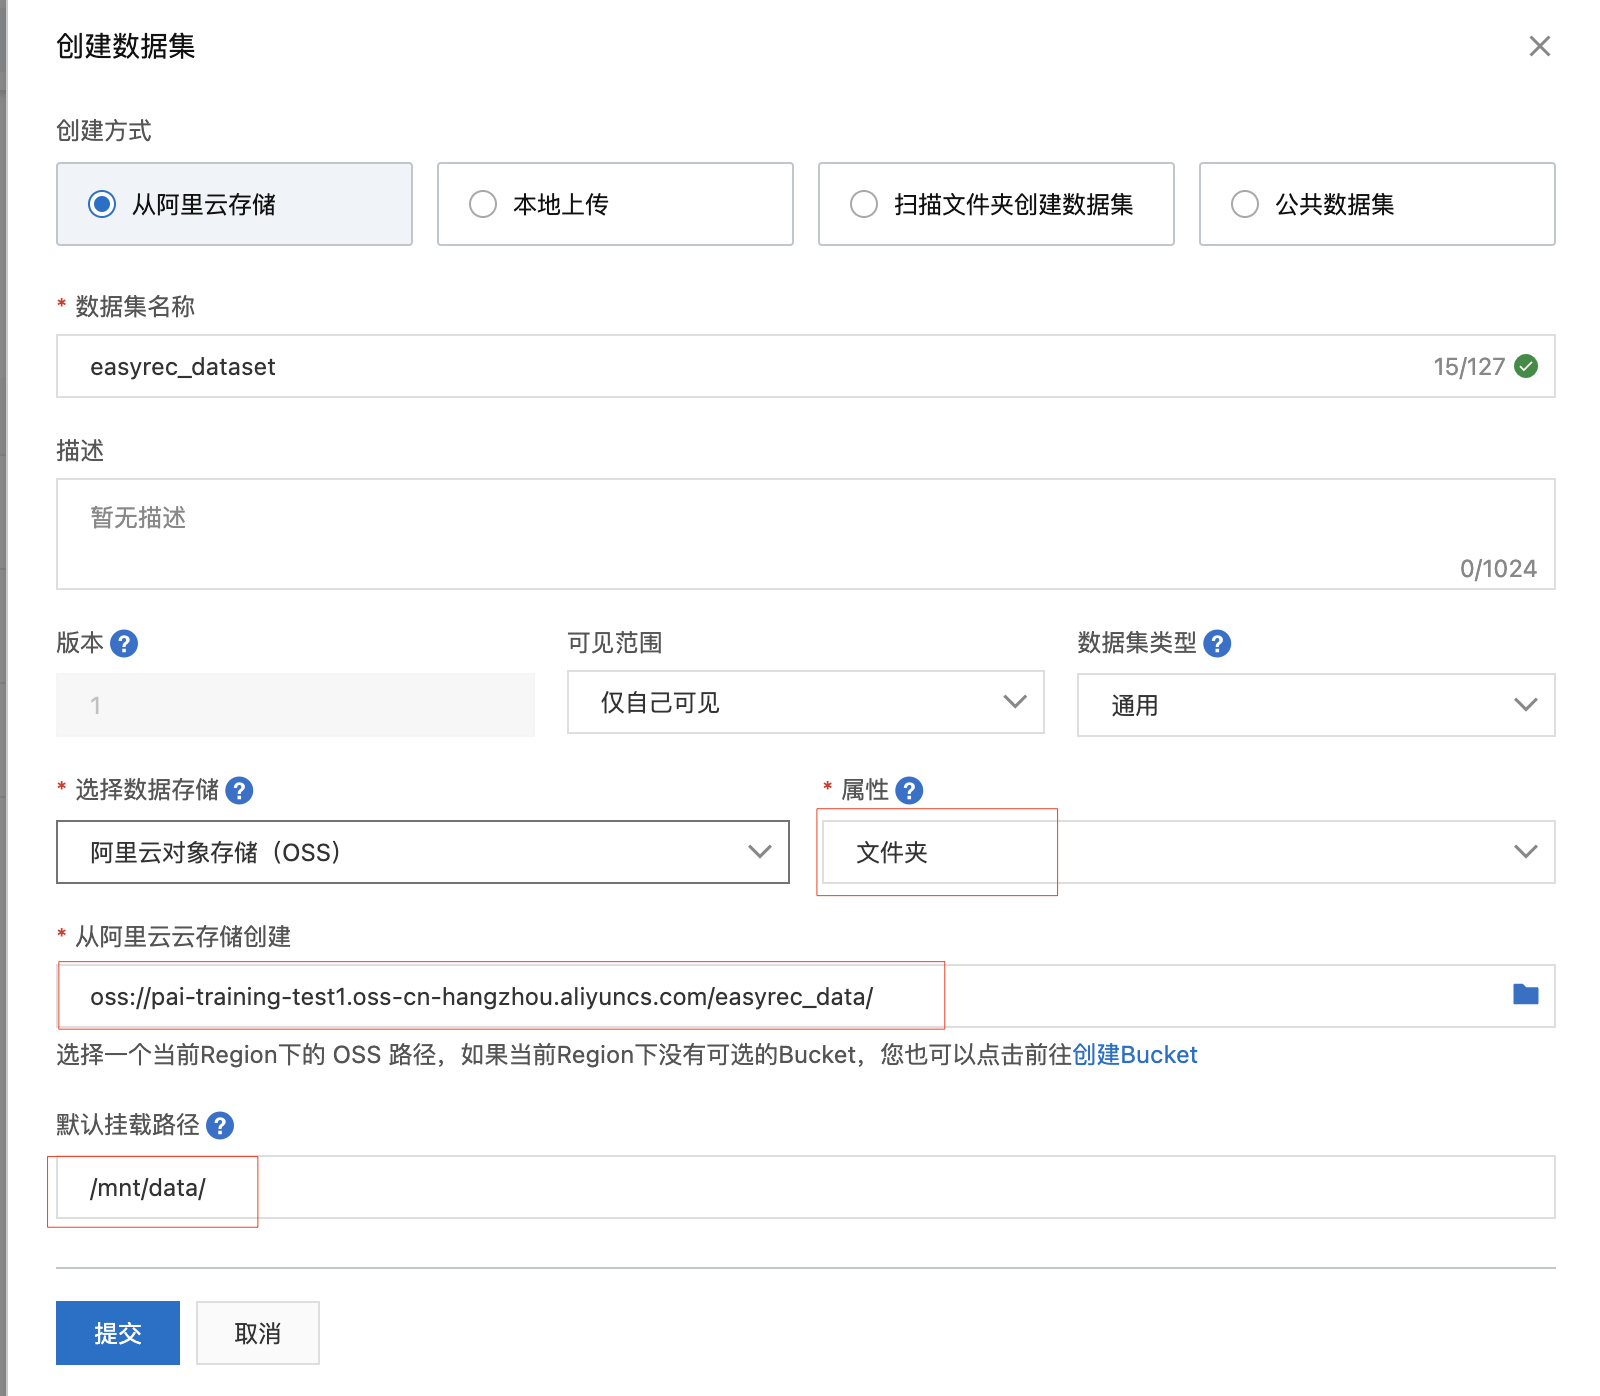 创建数据集
创建方式
从阿里云存储
本地上传
扫描文件夹创建数据集
公共数据集
* 数据集名称
easyrec_dataset
15/127
描述
暂无描述
0/1024
版本 ?
可见范围
数据集类型 ?
1
仅自己可见
通用
* 选择数据存储 ?
* 属性 ?
阿里云对象存储（OSS）
文件夹
* 从阿里云云存储创建
oss://pai-training-test1.oss-cn-hangzhou.aliyuncs.com/easyrec_data/
选择一个当前Region下的 OSS 路径，如果当前Region下没有可选的Bucket，您也可以点击前往创建Bucket
默认挂载路径 ?
/mnt/data/
提交
取消